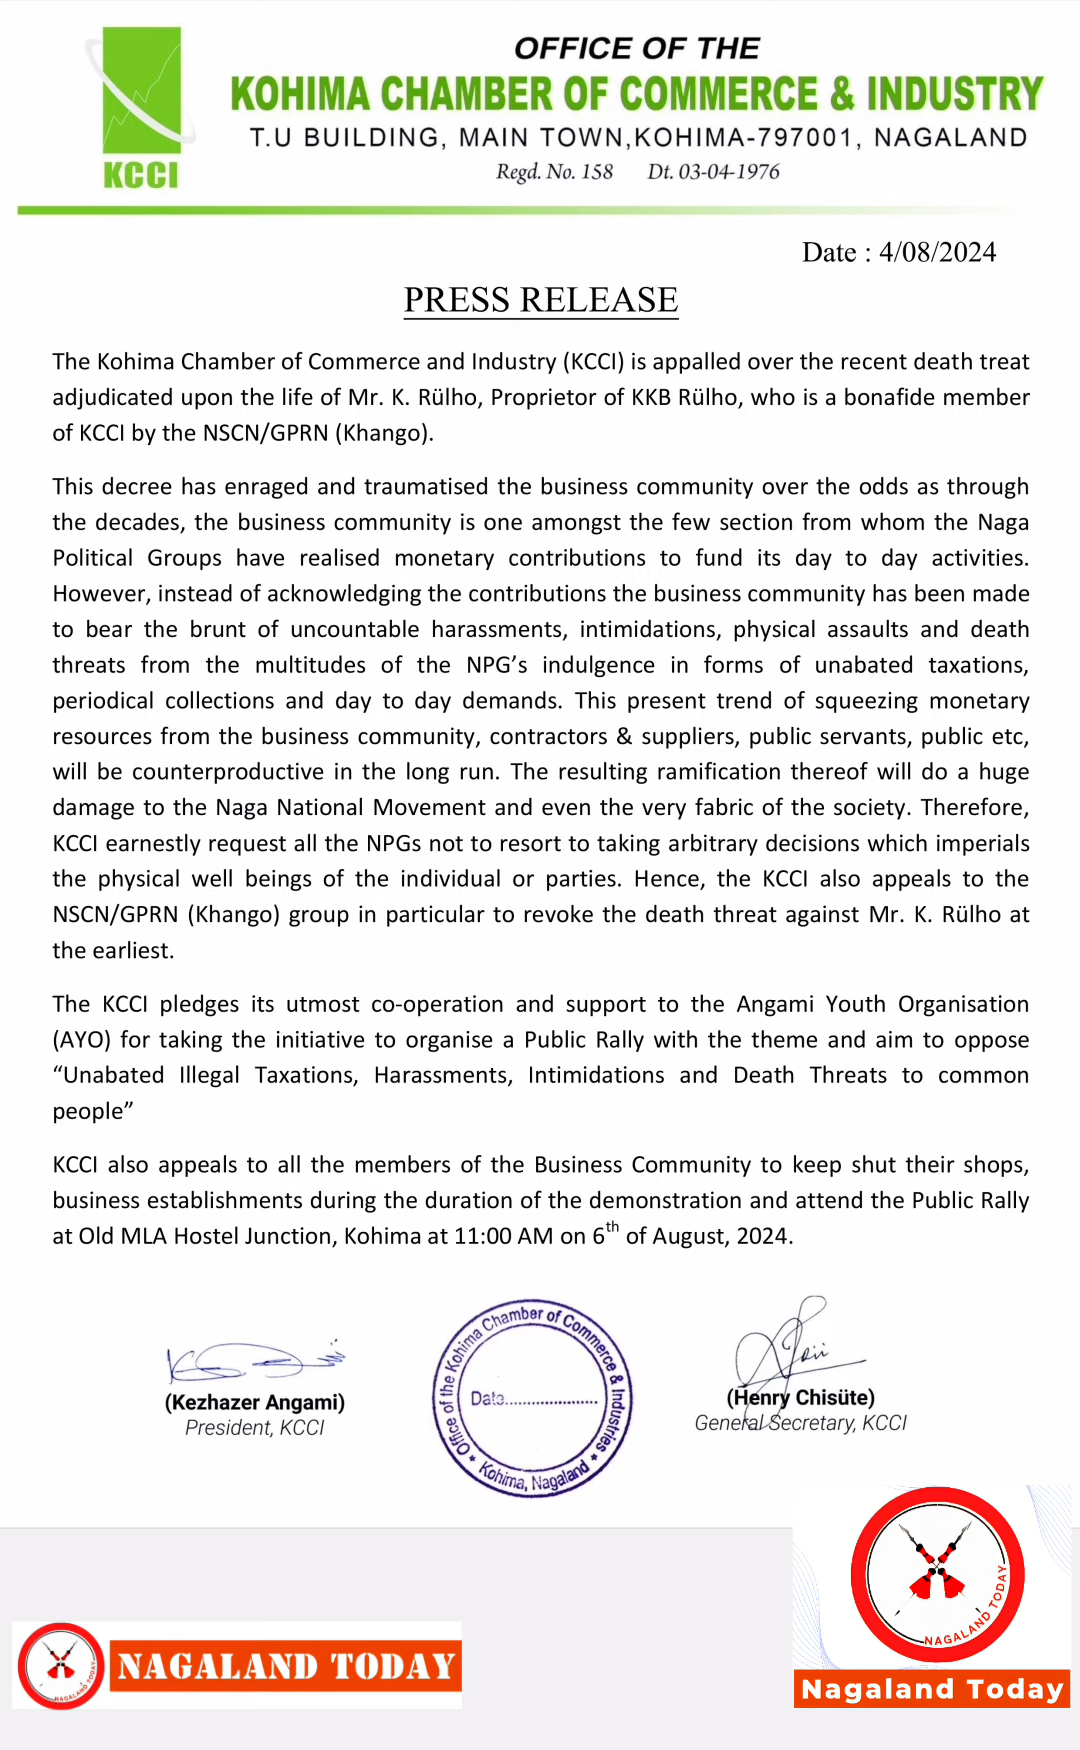 OFFICE OF THE
KOHIMA CHAMBER OF COMMERCE & INDUSTRY
T.U BUILDING, MAIN TOWN,KOHIMA-797001, NAGALAND
Regd. No. 158 Dt. 03-04-1976
KCCI
Date : 4/08/2024
PRESS RELEASE
The Kohima Chamber of Commerce and Industry (KCCI) is appalled over the recent death treat
adjudicated upon the life of Mr. K. Rülho, Proprietor of KKB Rülho, who is a bonafide member
of KCCI by the NSCN/GPRN (Khango).
This decree has enraged and traumatised the business community over the odds as through
the decades, the business community is one amongst the few section from whom the Naga
Political Groups have realised monetary contributions to fund its day to day activities.
However, instead of acknowledging the contributions the business community has been made
to bear the brunt of uncountable harassments, intimidations, physical assaults and death
threats from the multitudes of the NPG's indulgence in forms of unabated taxations,
periodical collections and day to day demands. This present trend of squeezing monetary
resources from the business community, contractors & suppliers, public servants, public etc,
will be counterproductive in the long run. The resulting ramification thereof will do a huge
damage to the Naga National Movement and even the very fabric of the society. Therefore,
KCCI earnestly request all the NPGs not to resort to taking arbitrary decisions which imperials
the physical well beings of the individual or parties. Hence, the KCCI also appeals to the
NSCN/GPRN (Khango) group in particular to revoke the death threat against Mr. K. Rülho at
the earliest.
The KCCI pledges its utmost co-operation and support to the Angami Youth Organisation
(AYO) for taking the initiative to organise a Public Rally with the theme and aim to oppose
“Unabated Illegal Taxations, Harassments, Intimidations and Death Threats to common
people”
KCCI also appeals to all the members of the Business Community to keep shut their shops,
business establishments during the duration of the demonstration and attend the Public Rally
at Old MLA Hostel Junction, Kohima at 11:00 AM on 6th of August, 2024.
(Kezhazer Angami)
President, KCCI
Office of the Kohima Chamber of Commerce & Industries
Date......................
* Kohima, Nagaland *
(Henry Chisüte)
General Secretary, KCCI
NAGALAND TODAY
NAGALAND TODAY
NAGALAND TODAY
Nagaland Today